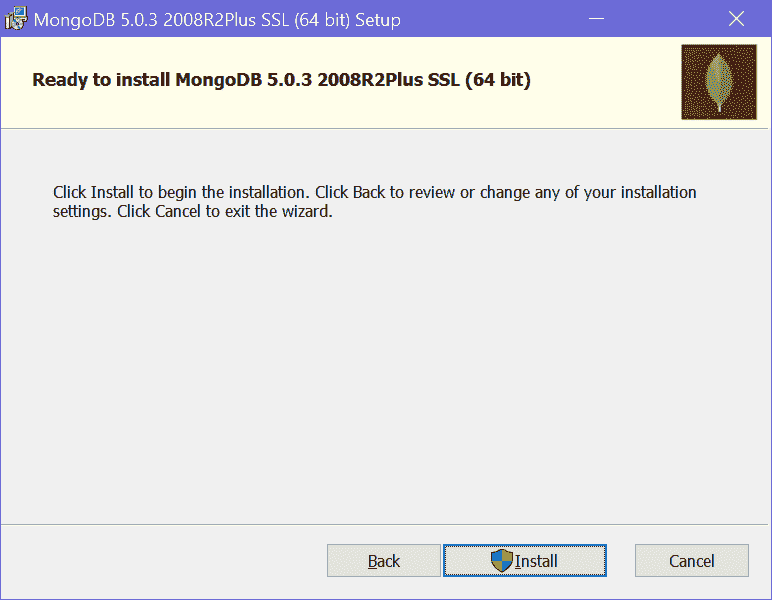 MongoDB 5.0.3 2008R2Plus SSL (64 bit) Setup
Ready to install MongoDB 5.0.3 2008R2Plus SSL (64 bit)
Click Install to begin the installation. Click Back to review or change any of your installation
settings. Click Cancel to exit the wizard.
Back Install Cancel